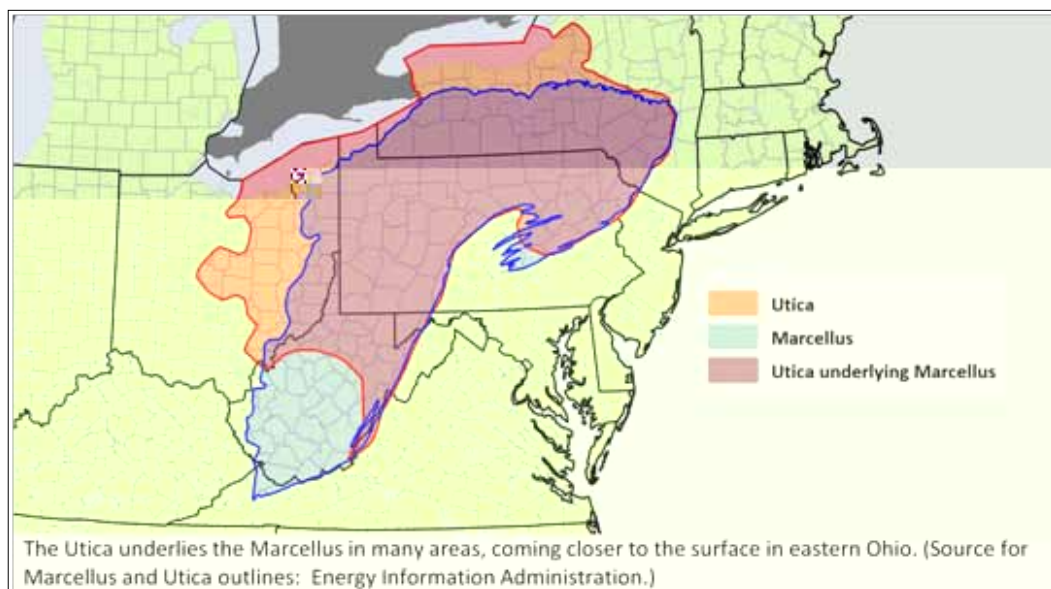 Utica
Marcellus
Utica underlying Marcellus
The Utica underlies the Marcellus in many areas, coming closer to the surface in eastern Ohio. (Source for
Marcellus and Utica outlines:  Energy Information Administration.)